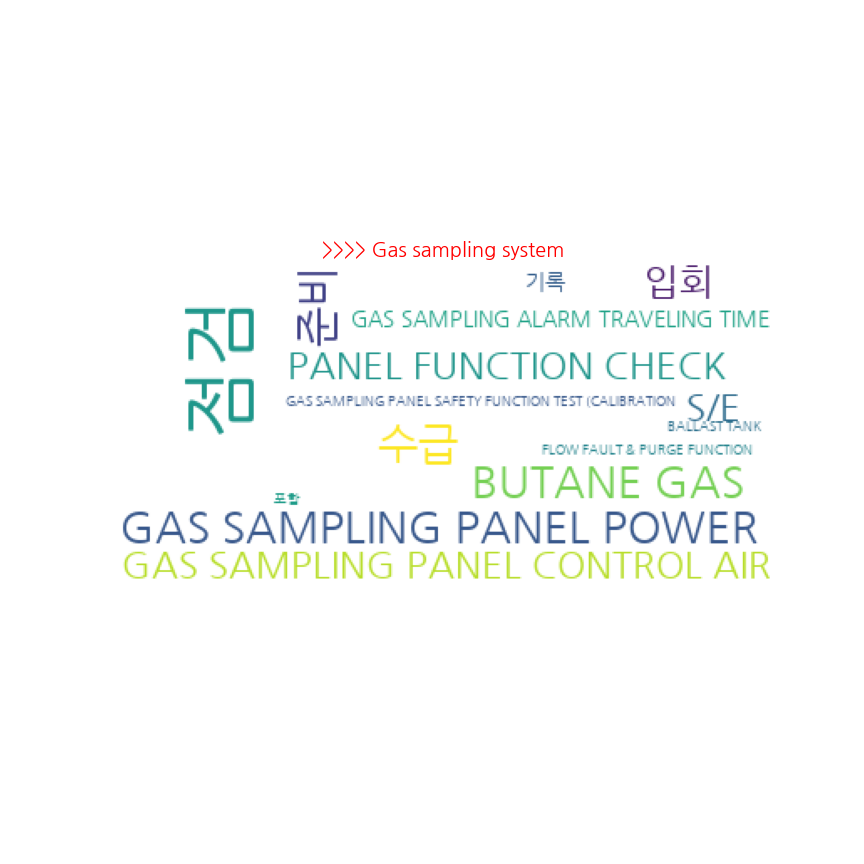 >>>> Gas sampling system
준비
기록
입회
점검
GAS SAMPLING ALARM TRAVELING TIME
PANEL FUNCTION CHECK
GAS SAMPLING PANEL SAFETY FUNCTION TEST (CALIBRATION
S/E
BALLAST TANK
수급
FLOW FAULT & PURGE FUNCTION
BUTANE GAS
포함
GAS SAMPLING PANEL POWER
GAS SAMPLING PANEL CONTROL AIR